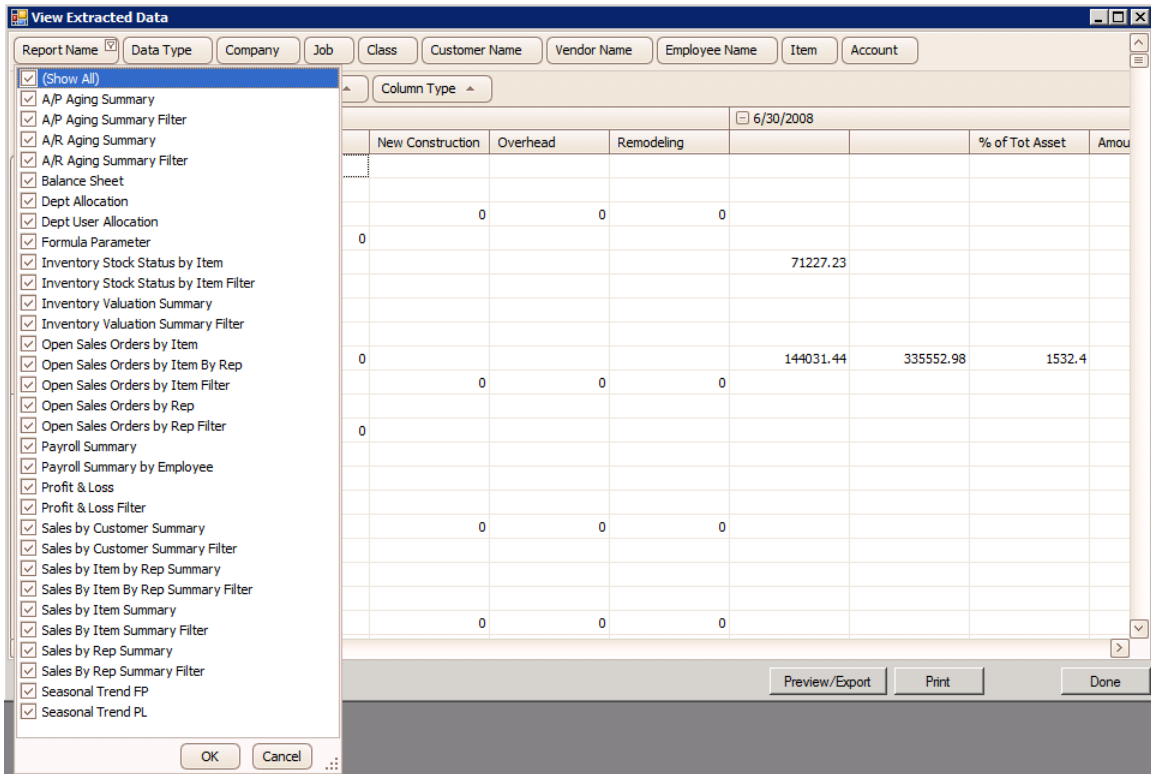 View Extracted Data
Report Name Data Type Company Job Class Customer Name Vendor Name Employee Name Item Account
Column Type
6/30/2008
New Construction Overhead Remodeling % of Tot Asset Amou
(Show All)
A/P Aging Summary
A/P Aging Summary Filter
A/R Aging Summary
A/R Aging Summary Filter
Balance Sheet
Dept Allocation
Dept User Allocation
0 0 0
Formula Parameter
0
Inventory Stock Status by Item
71227.23
Inventory Stock Status by Item Filter
Inventory Valuation Summary
Inventory Valuation Summary Filter
Open Sales Orders by Item
Open Sales Orders by Item By Rep
0 144031.44 335552.98 1532.4
Open Sales Orders by Item Filter
0 0 0
Open Sales Orders by Rep
Open Sales Orders by Rep Filter
0
Payroll Summary
Payroll Summary by Employee
Profit & Loss
Profit & Loss Filter
Sales by Customer Summary
0 0 0
Sales by Customer Summary Filter
Sales by Item by Rep Summary
Sales By Item By Rep Summary Filter
Sales by Item Summary
Sales By Item Summary Filter
0 0 0
Sales by Rep Summary
Sales By Rep Summary Filter
Seasonal Trend FP
Seasonal Trend PL
OK Cancel
Preview/Export Print Done